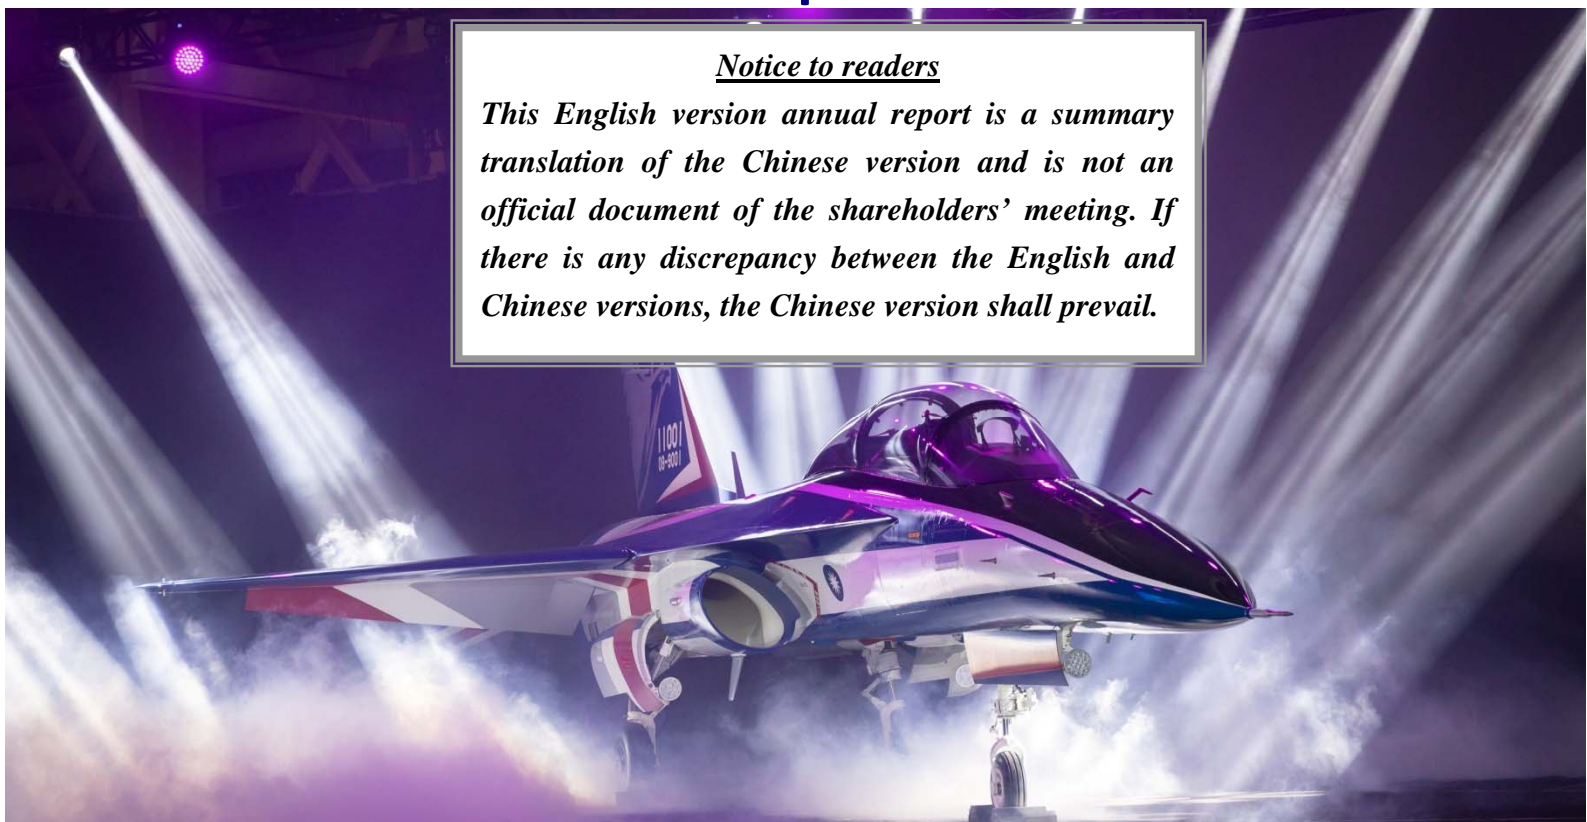 Notice to readers
This English version annual report is a summary
translation of the Chinese version and is not an
official document of the shareholders’ meeting. If
there is any discrepancy between the English and
Chinese versions, the Chinese version shall prevail.
11001
08-9001